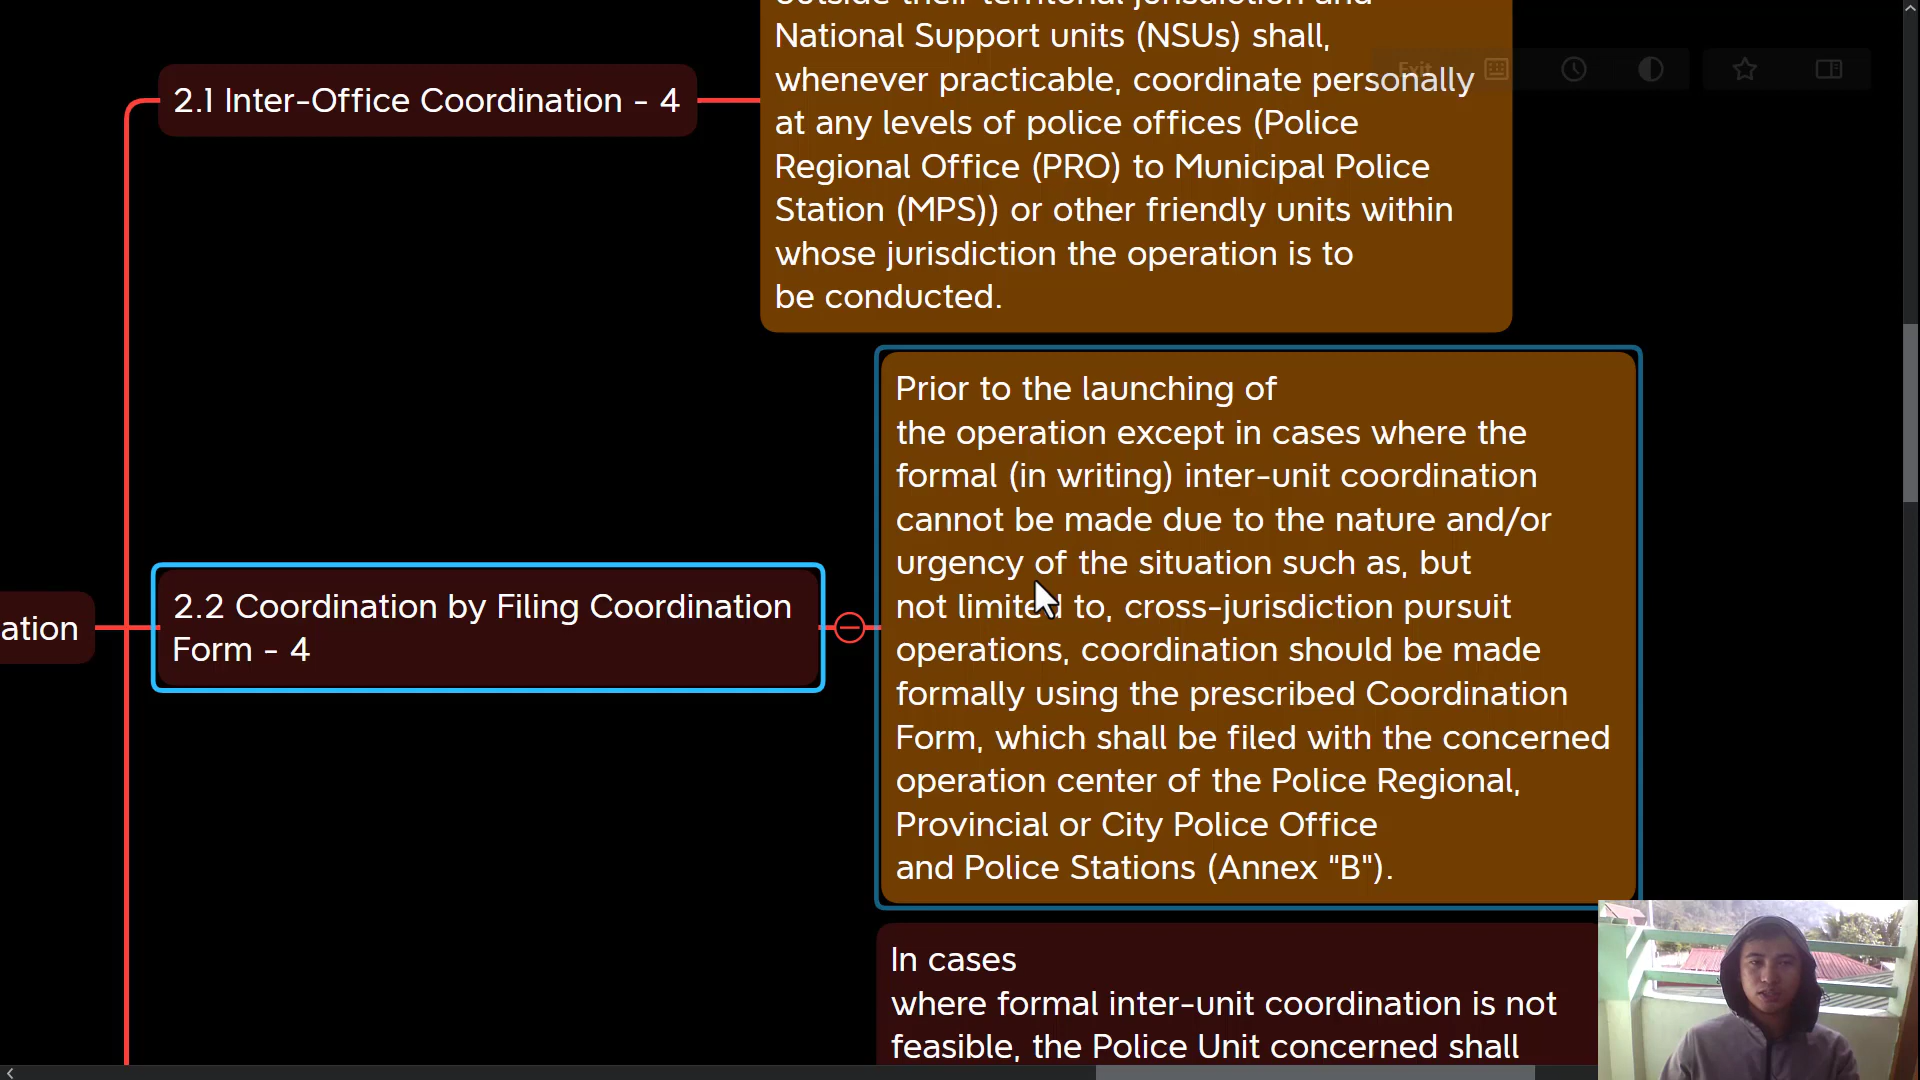 outside their territorial jurisdiction and
National Support units (NSUs) shall,
whenever practicable, coordinate personally
at any levels of police offices (Police
Regional Office (PRO) to Municipal Police
Station (MPS)) or other friendly units within
whose jurisdiction the operation is to
be conducted.
Exit
2.1 Inter-Office Coordination - 4
Prior to the launching of
the operation except in cases where the
formal (in writing) inter-unit coordination
cannot be made due to the nature and/or
urgency of the situation such as, but
not limited to, cross-jurisdiction pursuit
operations, coordination should be made
formally using the prescribed Coordination
Form, which shall be filed with the concerned
operation center of the Police Regional,
Provincial or City Police Office
and Police Stations (Annex "B").
ation
2.2 Coordination by Filing Coordination
Form - 4
In cases
where formal inter-unit coordination is not
feasible, the Police Unit concerned shall